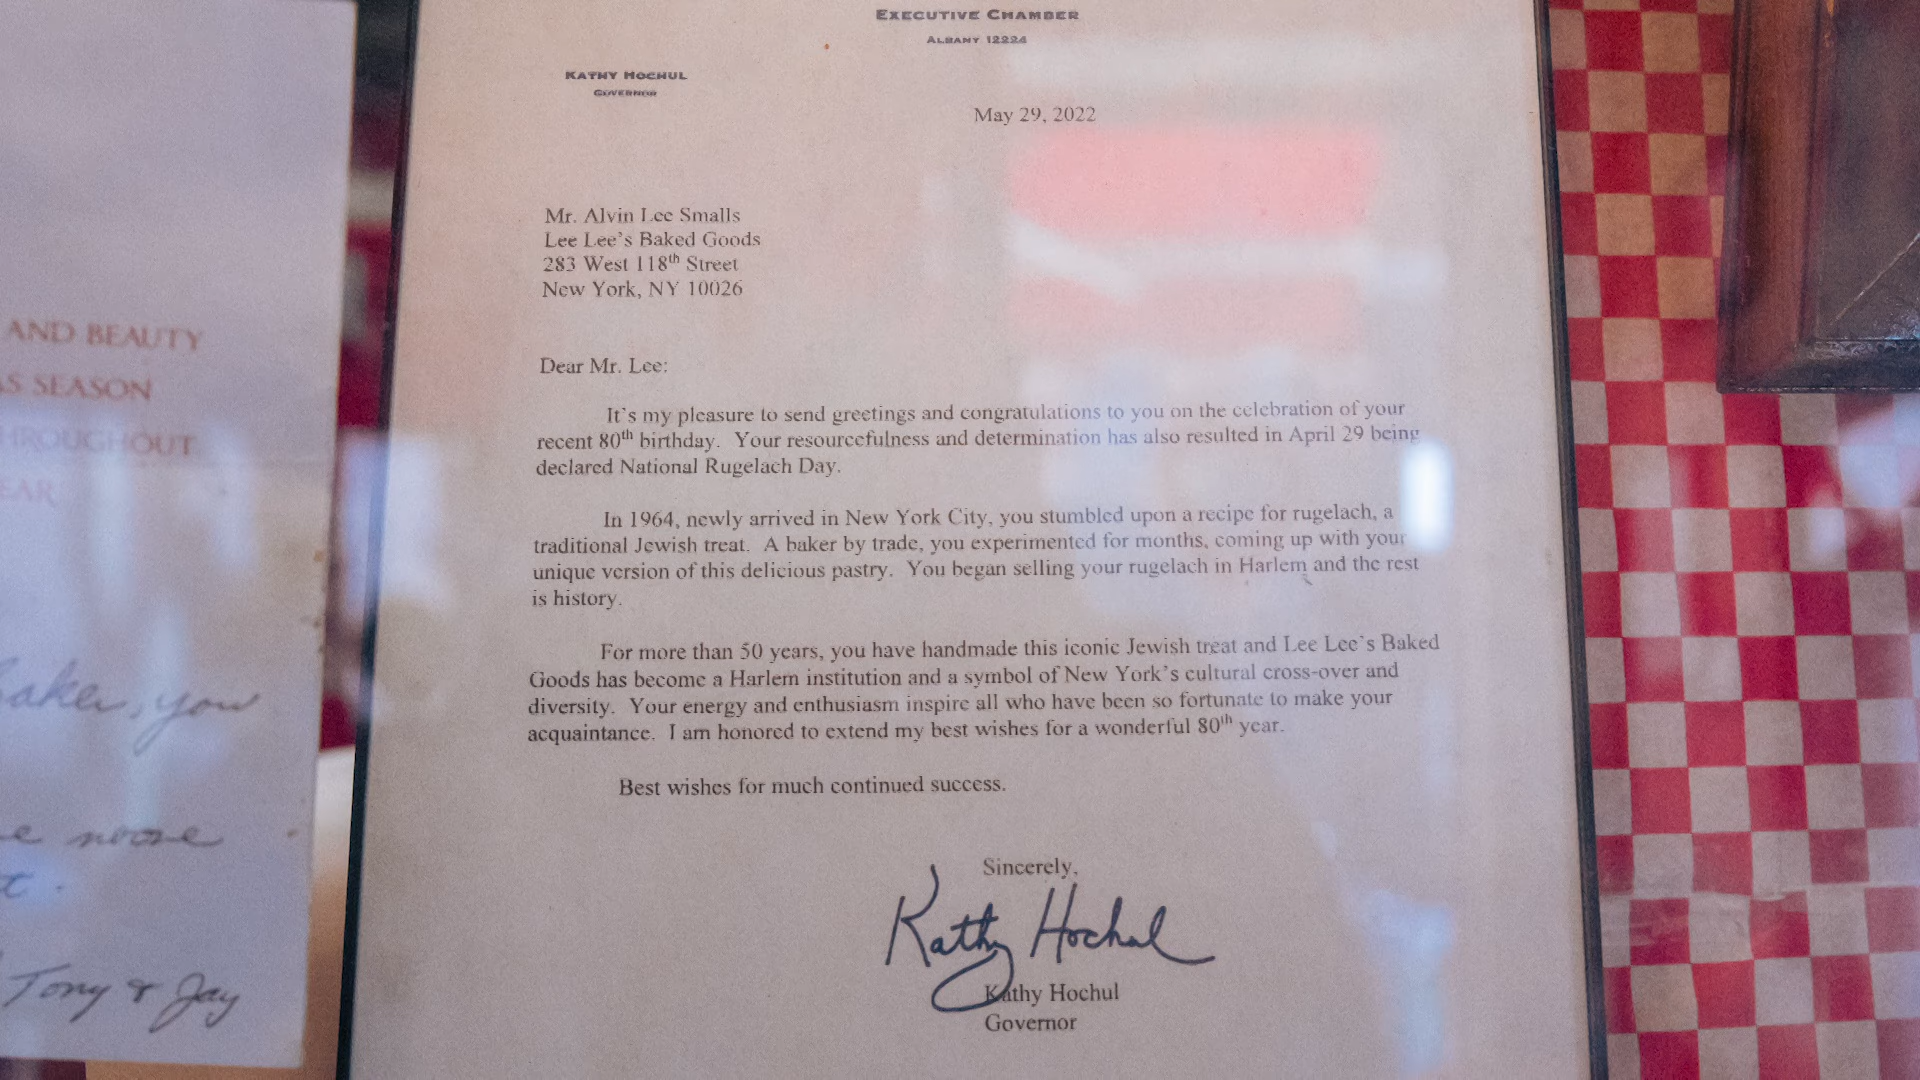 EXECUTIVE CHAMBER
ALBANY 12224
KATHY HOCHUL
GOVERNOR
May 29, 2022
Mr. Alvin Lee Smalls
Lee Lee's Baked Goods
283 West 118th Street
New York, NY 10026
Dear Mr. Lee:
It's my pleasure to send greetings and congratulations to you on the celebration of your
recent 80th birthday. Your resourcefulness and determination has also resulted in April 29 being
declared National Rugelach Day.
In 1964, newly arrived in New York City, you stumbled upon a recipe for rugelach, a
traditional Jewish treat. A baker by trade, you experimented for months, coming up with your
unique version of this delicious pastry. You began selling your rugelach in Harlem and the rest
is history.
For more than 50 years, you have handmade this iconic Jewish treat and Lee Lee's Baked
Goods has become a Harlem institution and a symbol of New York's cultural cross-over and
diversity. Your energy and enthusiasm inspire all who have been so fortunate to make your
acquaintance. I am honored to extend my best wishes for a wonderful 80th year.
Best wishes for much continued success.
Sincerely,
Kathy Hochul
Kathy Hochul
Governor
AND BEAUTY
SEASON
THROUGHOUT
EAR
baker, you
Tony & Jay